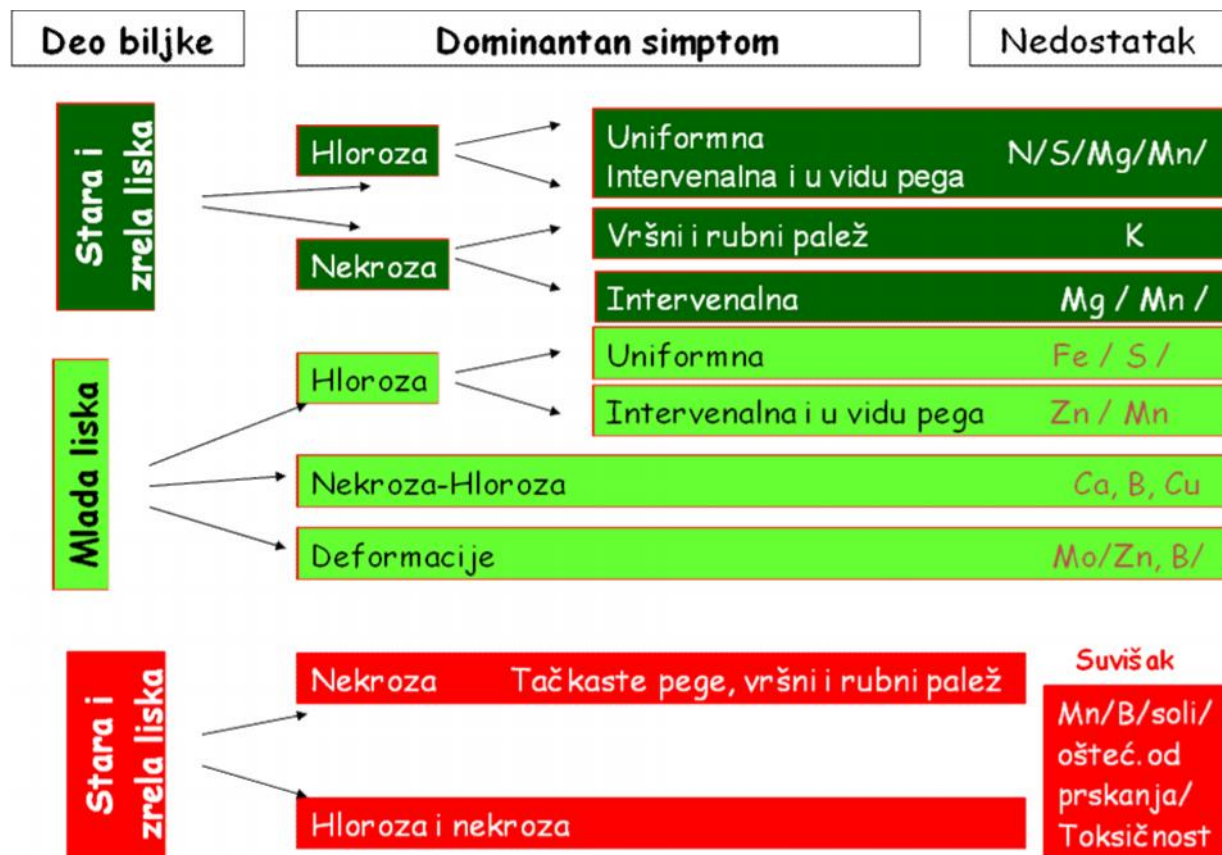 Deo biljke
Dominantan simptom
Nedostatak
Stara i
zrela liska
Hloroza
Uniformna
Intervenalna i u vidu pega
N/S/Mg/Mn/
Nekroza
Vršni i rubni palež
K
Intervenalna
Mg / Mn /
Mlada liska
Hloroza
Uniformna
Fe / S /
Intervenalna i u vidu pega
Zn / Mn
Nekroza-Hloroza
Ca, B, Cu
Deformacije
Mo/Zn, B/
Stara i
zrela liska
Nekroza
Tačkaste pege, vršni i rubni palež
Hloroza i nekroza
Suvišak
Mn/B/soli/
ošteć.od
prskanja/
Toksičnost